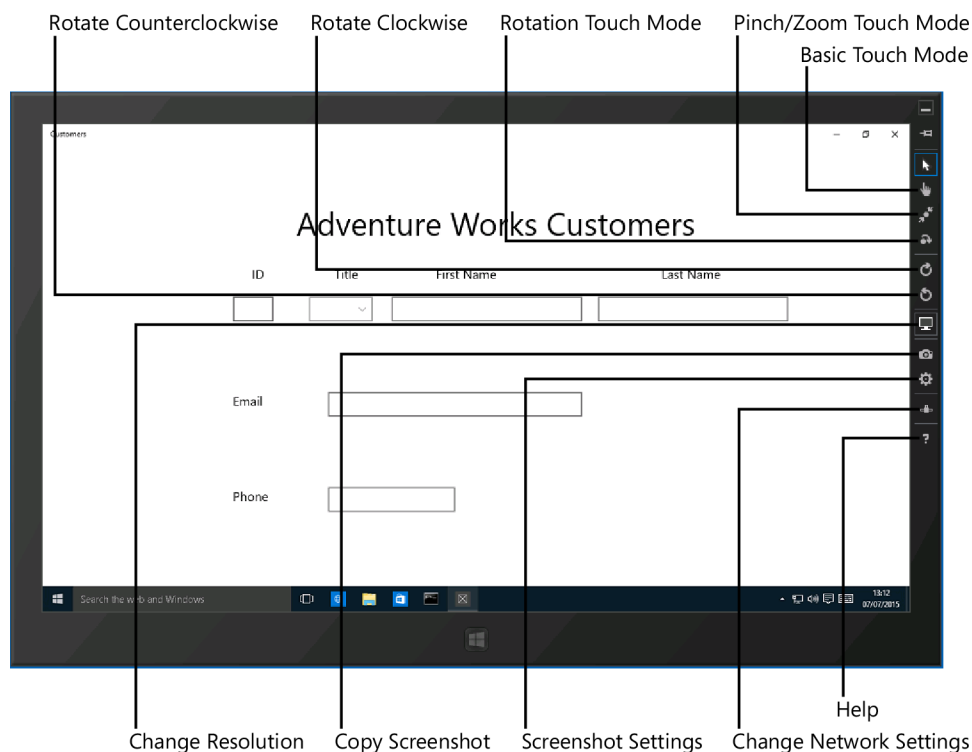 Rotate Counterclockwise Rotate Clockwise Rotation Touch Mode Pinch/Zoom Touch Mode
Basic Touch Mode
Customers
Adventure Works Customers
ID Title First Name Last Name
Email
Phone
Search the web and Windows
13:12
07/07/2015
Help
Change Resolution Copy Screenshot Screenshot Settings Change Network Settings